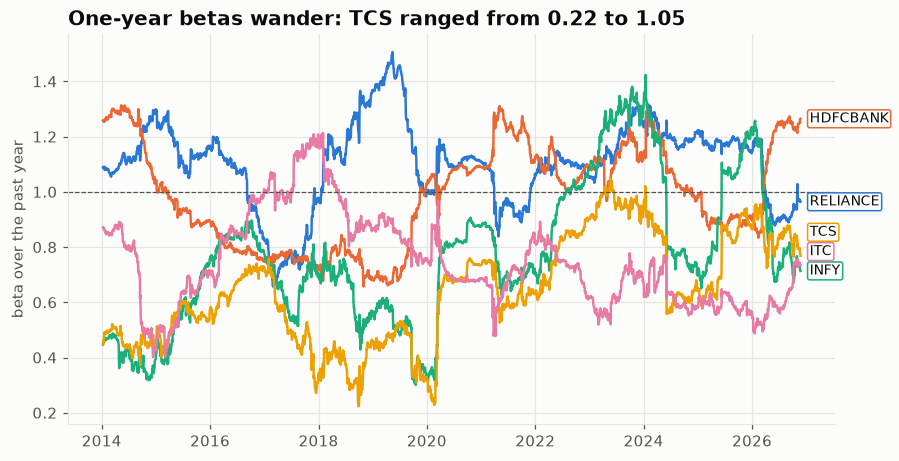 One-year betas wander: TCS ranged from 0.22 to 1.05
beta over the past year
1.4
1.2
1.0
0.8
0.6
0.4
0.2
2014 2016 2018 2020 2022 2024 2026
HDFCBANK
RELIANCE
TCS
ITC
INFY